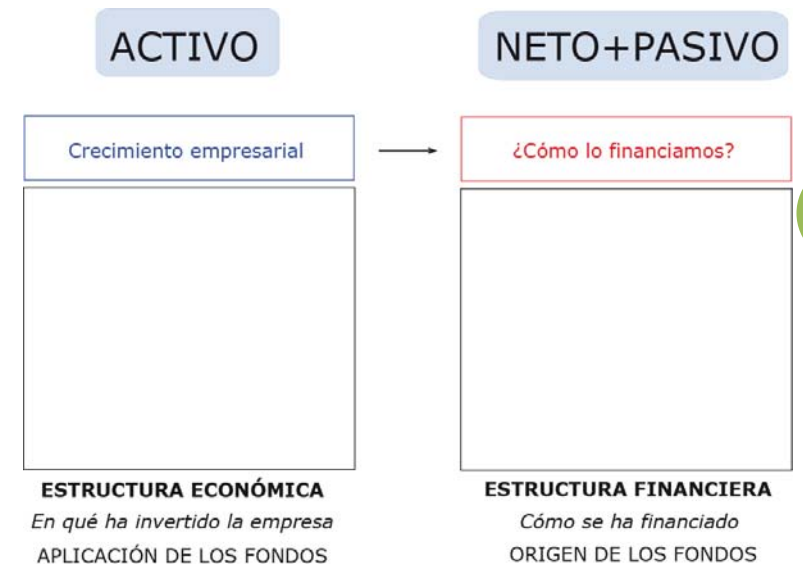 ACTIVO
NETO+PASIVO
Crecimiento empresarial
¿Cómo lo financiamos?
ESTRUCTURA ECONÓMICA
En qué ha invertido la empresa
APLICACIÓN DE LOS FONDOS
ESTRUCTURA FINANCIERA
Cómo se ha financiado
ORIGEN DE LOS FONDOS